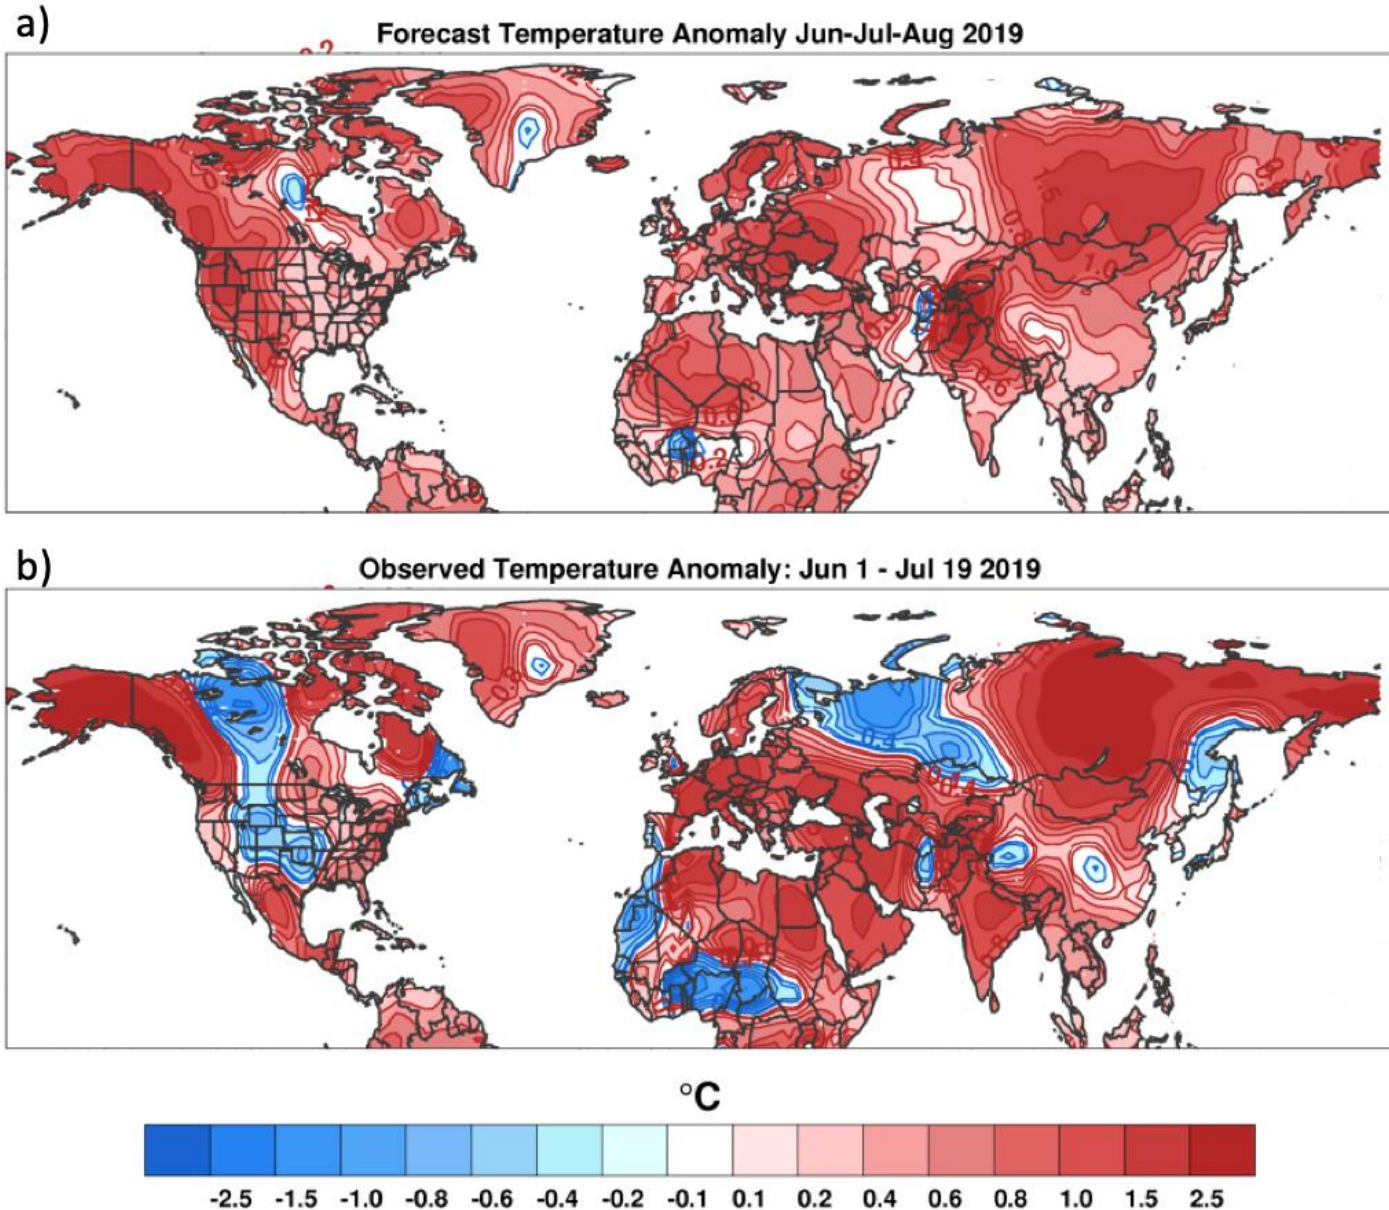 a)
Forecast Temperature Anomaly Jun-Jul-Aug 2019
b)
Observed Temperature Anomaly: Jun 1 - Jul 19 2019
°C
-2.5 -1.5 -1.0 -0.8 -0.6 -0.4 -0.2 -0.1 0.1 0.2 0.4 0.6 0.8 1.0 1.5 2.5